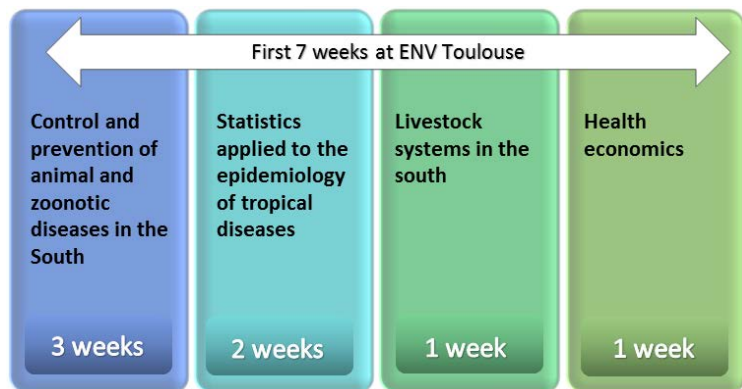 First 7 weeks at ENV Toulouse
Control and
prevention of
animal and
zoonotic
diseases in the
South
3 weeks
Statistics
applied to the
epidemiology
of tropical
diseases
2 weeks
Livestock
systems in the
south
1 week
Health
economics
1 week